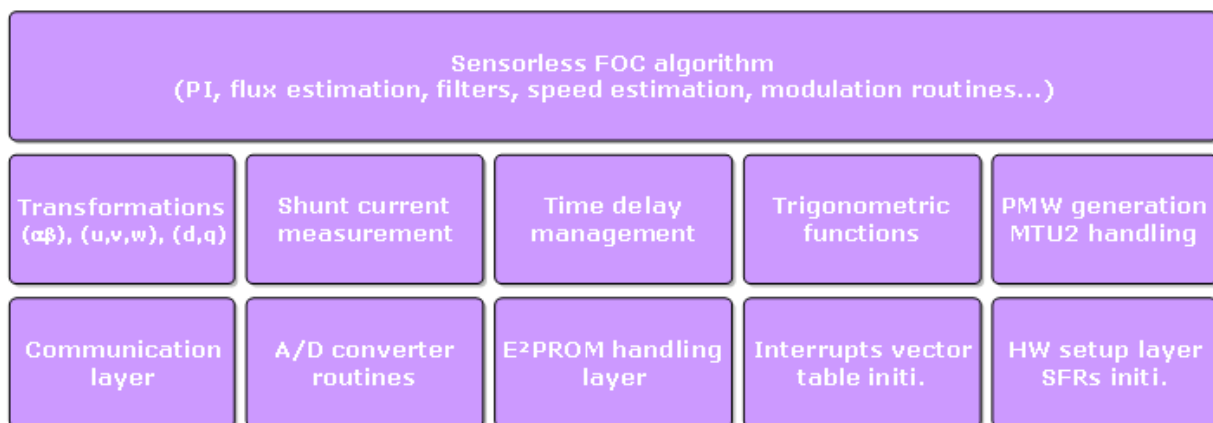 Sensorless FOC algorithm
(PI, flux estimation, filters, speed estimation, modulation routines...)
Transformations
(αβ), (u,v,w), (d,q)
Shunt current
measurement
Time delay
management
Trigonometric
functions
PMW generation
MTU2 handling
Communication
layer
A/D converter
routines
E²PROM handling
layer
Interrupts vector
table initi.
HW setup layer
SFRs initi.